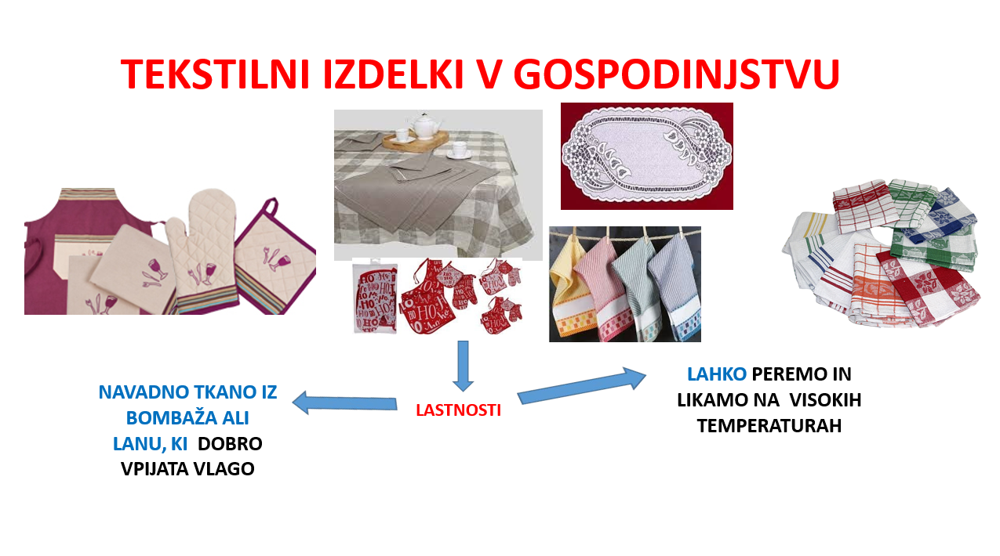 TEKSTILNI IZDELKI V GOSPODINJSTVU
NAVADNO TKANO IZ
BOMBAŽA ALI
LANU, KI DOBRO
VPIJATA VLAGO
LASTNOSTI
LAHKO PEREMO IN
LIKAMO NA VISOKIH
TEMPERATURAH